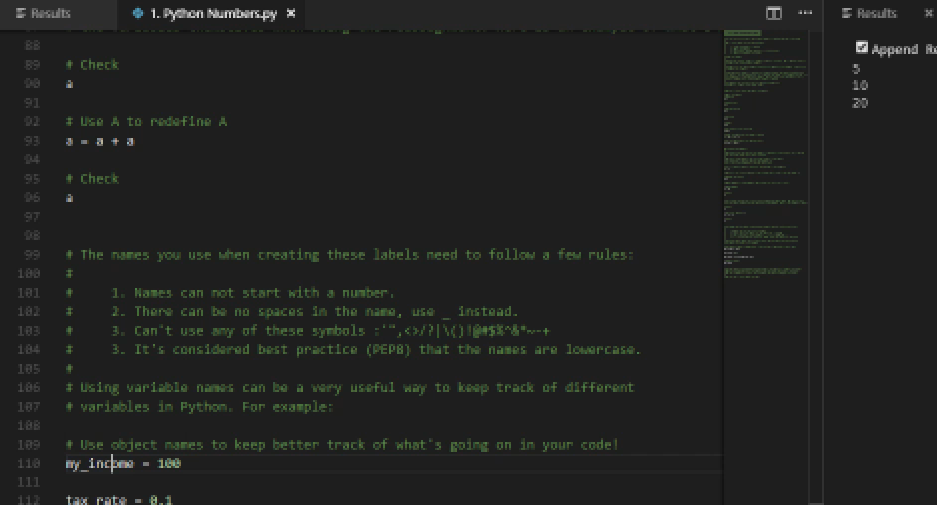 Results
1. Python Numbers.py
Results
Append
5
10
20
88
89 # Check
90 a
91
92 # Use A to redefine A
93 a = a + a
94
95 # Check
96 a
97
98
99 # The names you use when creating these labels need to follow a few rules:
100 #
101 # 1. Names can not start with a number.
102 # 2. There can be no spaces in the name, use _ instead.
103 # 3. Can't use any of these symbols :'",<>/?|\()!@#$%^&*~-+
104 # 3. It's considered best practice (PEP8) that the names are lowercase.
105 #
106 # Using variable names can be a very useful way to keep track of different
107 # variables in Python. For example:
108
109 # Use object names to keep better track of what's going on in your code!
110 my_income = 100
111
112 tax_rate = 0.1